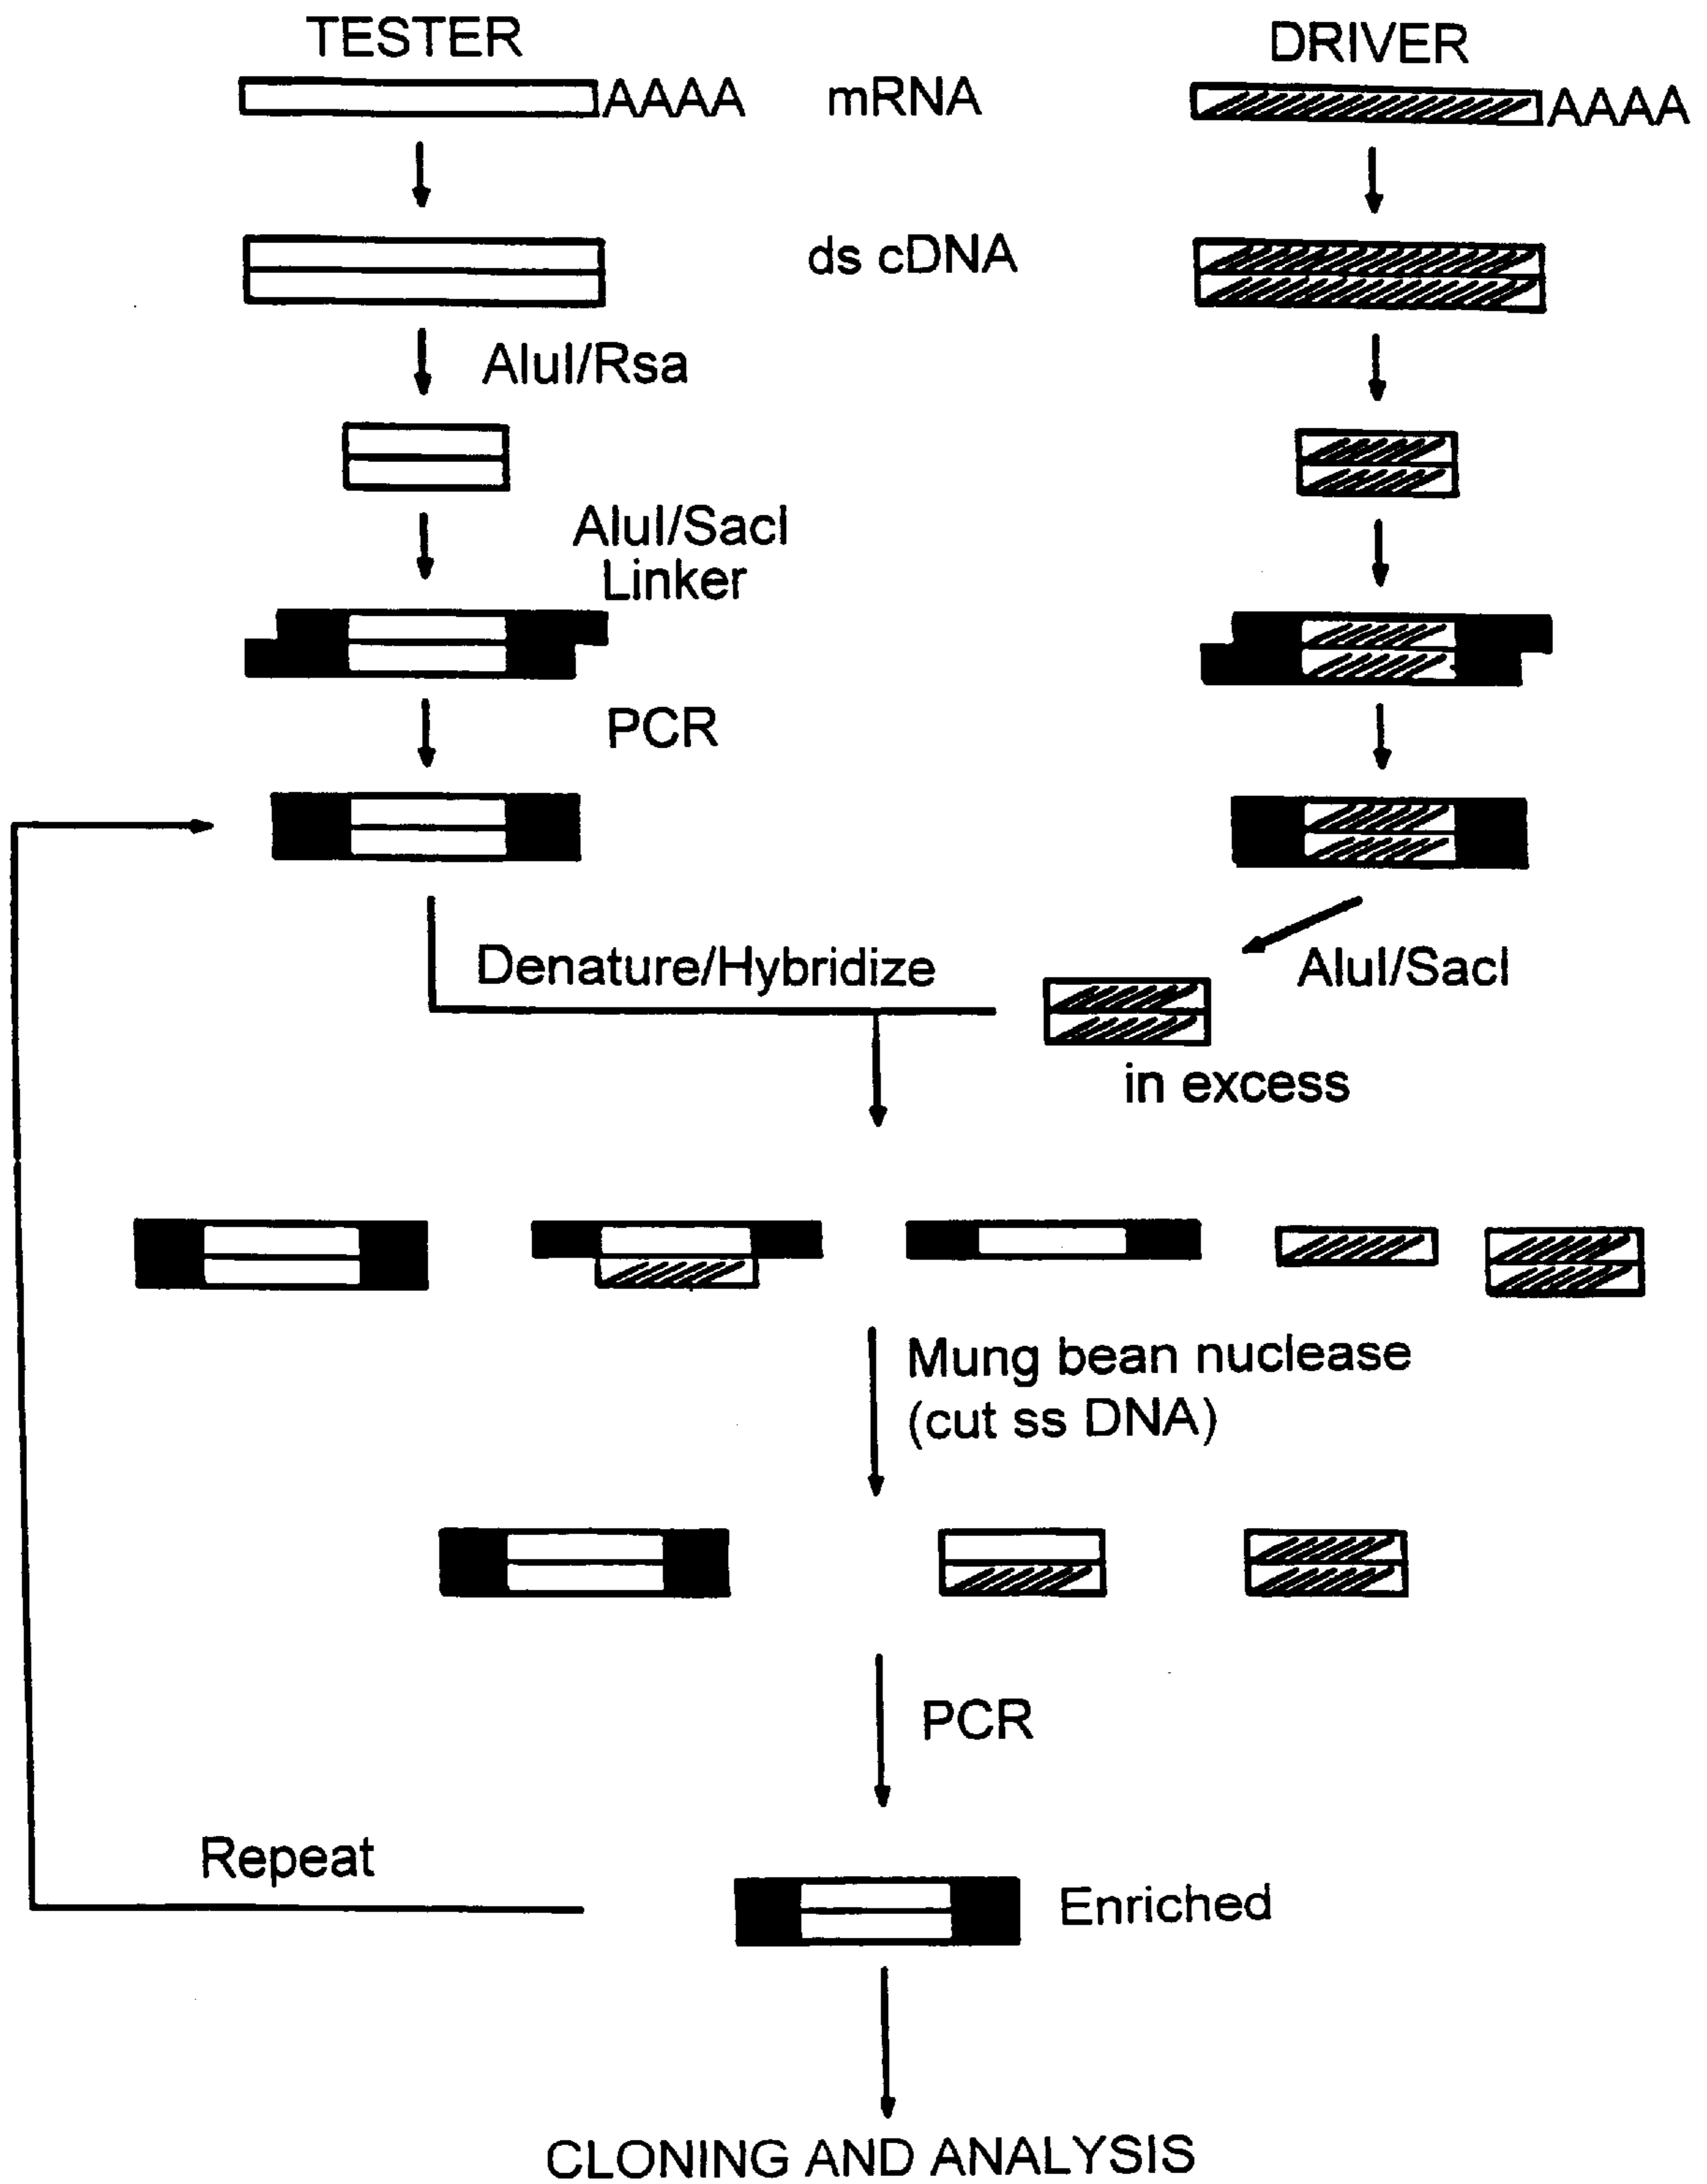 TESTER
DRIVER
AAAA
mRNA
AAAA
ds cDNA
AluI/Rsa
AluI/SacI
Linker
PCR
Denature/Hybridize
AluI/SacI
in excess
Mung bean nuclease
(cut ss DNA)
PCR
Repeat
Enriched
CLONING AND ANALYSIS